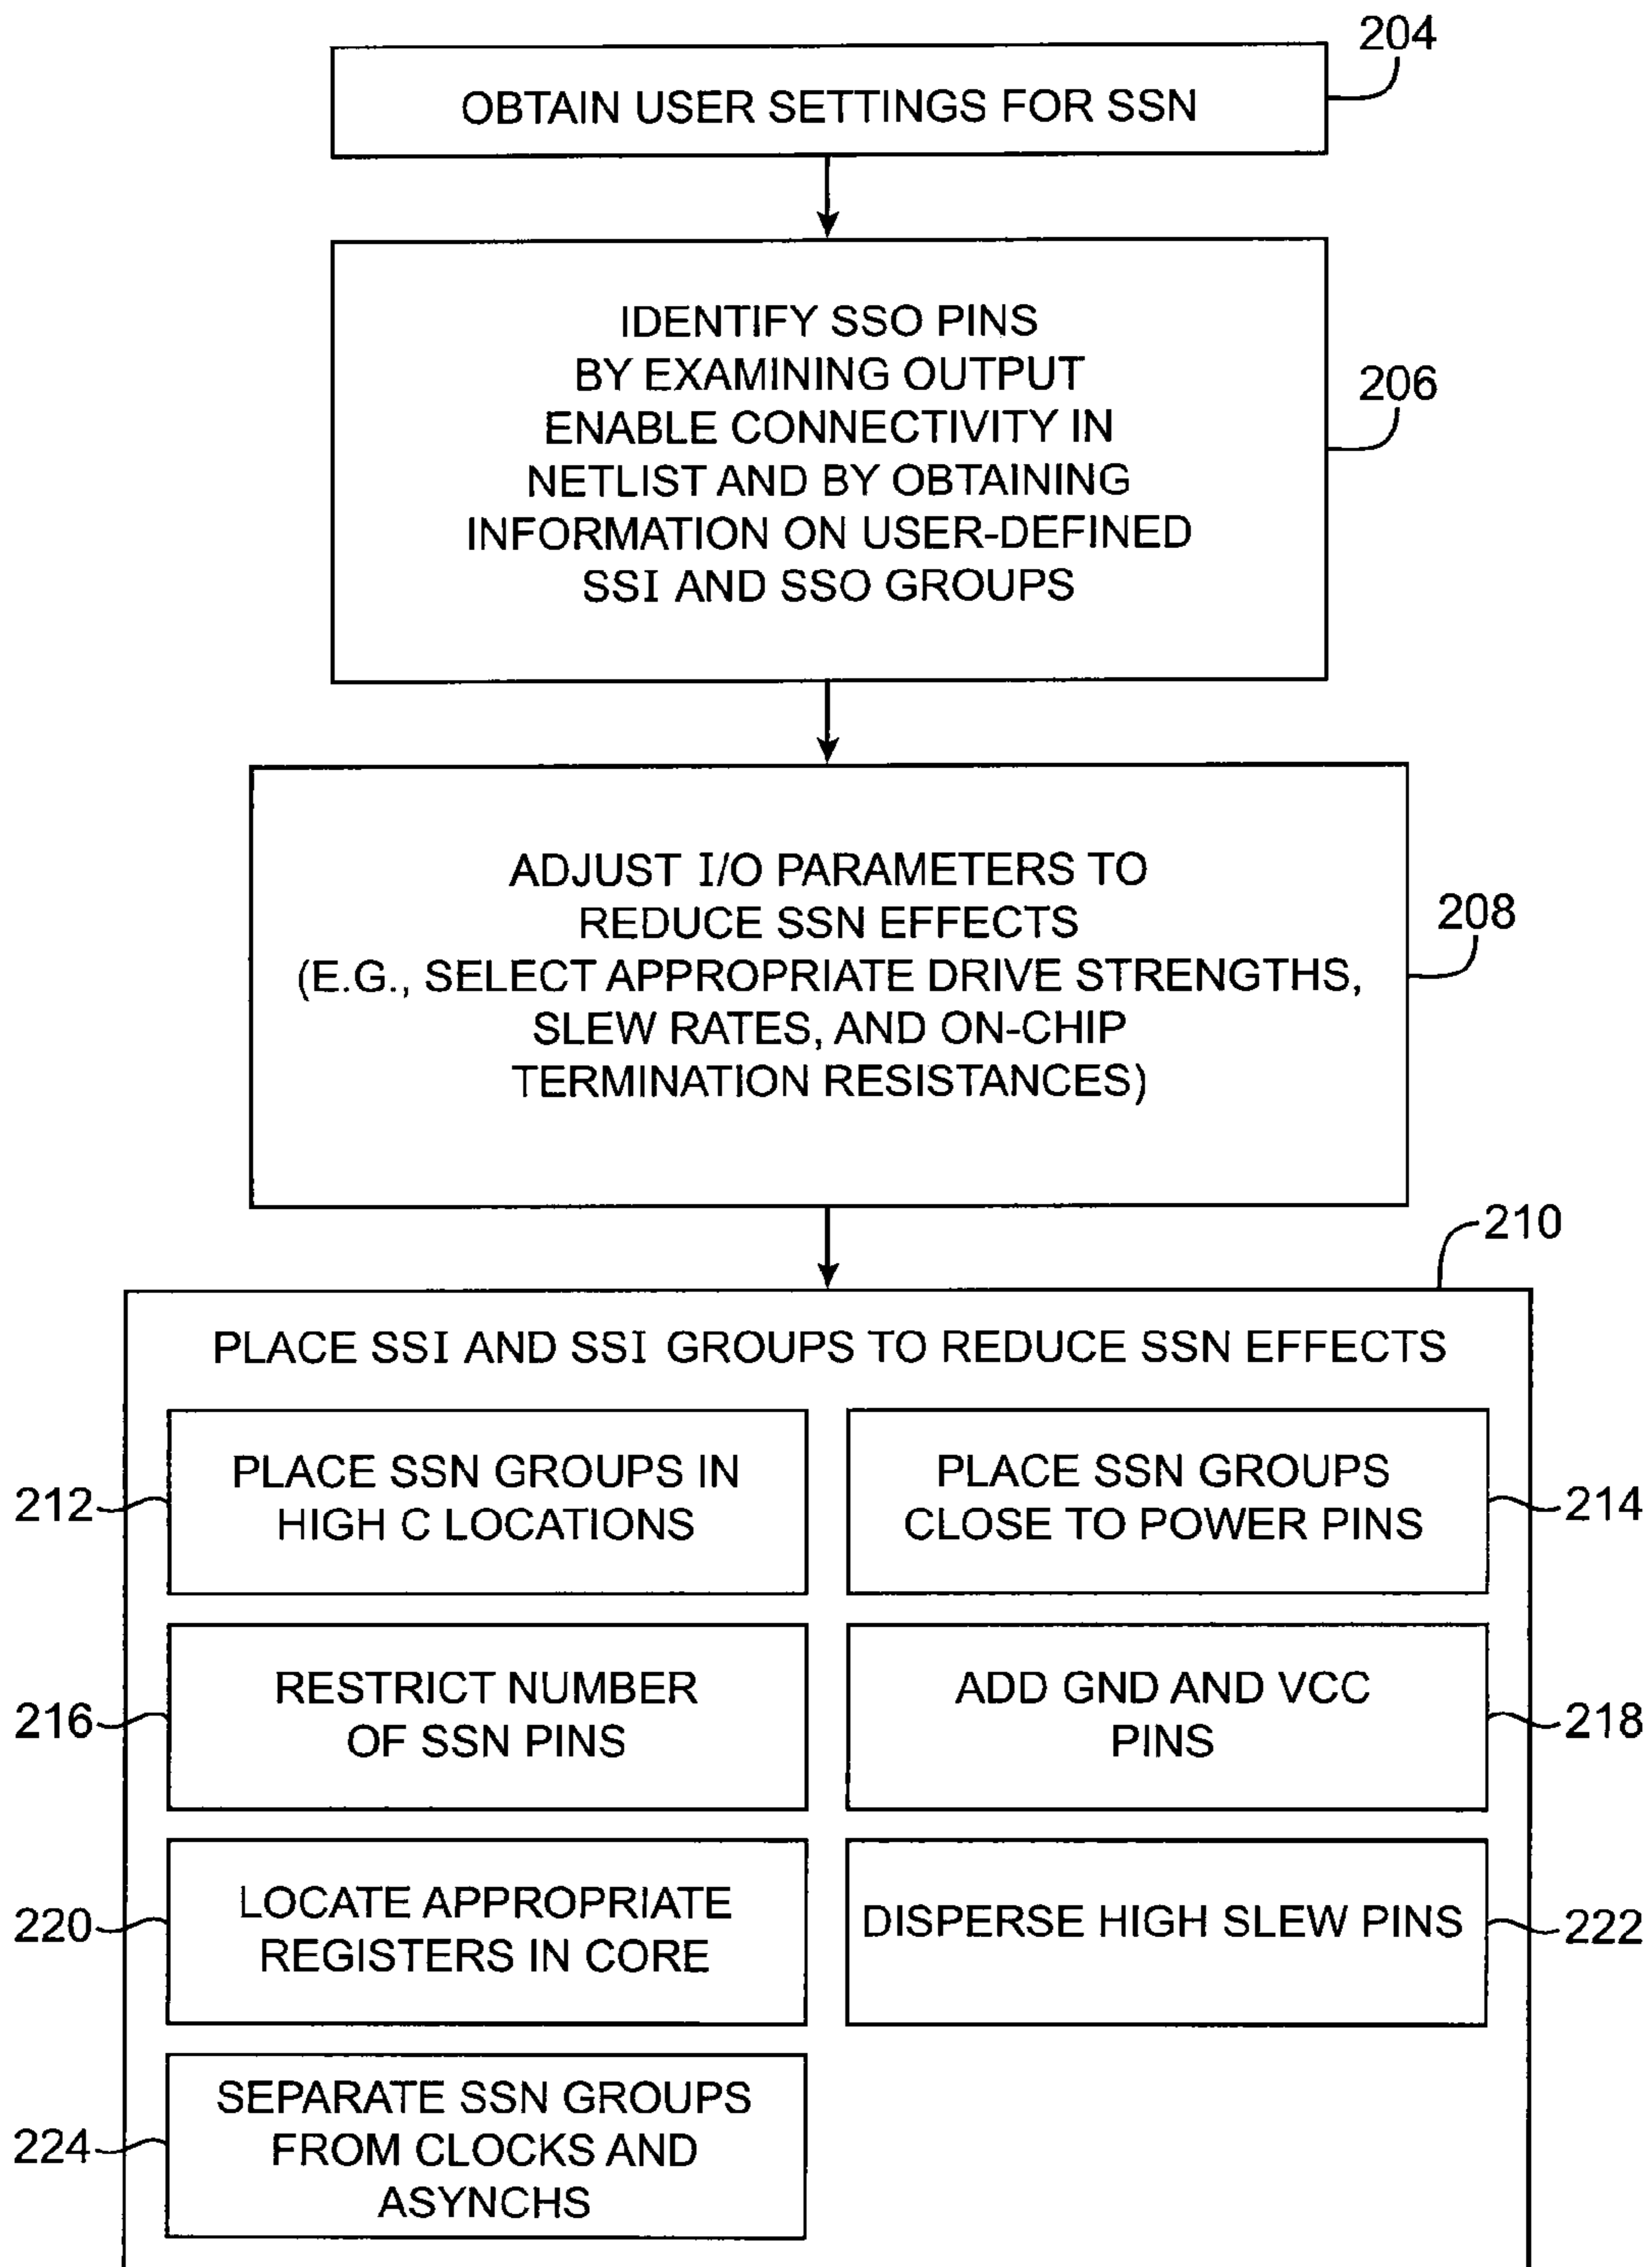 204
OBTAIN USER SETTINGS FOR SSN
IDENTIFY SSO PINS
BY EXAMINING OUTPUT
ENABLE CONNECTIVITY IN
NETLIST AND BY OBTAINING
INFORMATION ON USER-DEFINED
SSI AND SSO GROUPS
206
ADJUST I/O PARAMETERS TO
REDUCE SSN EFFECTS
(E.G., SELECT APPROPRIATE DRIVE STRENGTHS,
SLEW RATES, AND ON-CHIP
TERMINATION RESISTANCES)
208
210
PLACE SSI AND SSI GROUPS TO REDUCE SSN EFFECTS
212
PLACE SSN GROUPS IN
HIGH C LOCATIONS
PLACE SSN GROUPS
CLOSE TO POWER PINS
214
216
RESTRICT NUMBER
OF SSN PINS
ADD GND AND VCC
PINS
218
220
LOCATE APPROPRIATE
REGISTERS IN CORE
DISPERSE HIGH SLEW PINS
222
224
SEPARATE SSN GROUPS
FROM CLOCKS AND
ASYNCHS